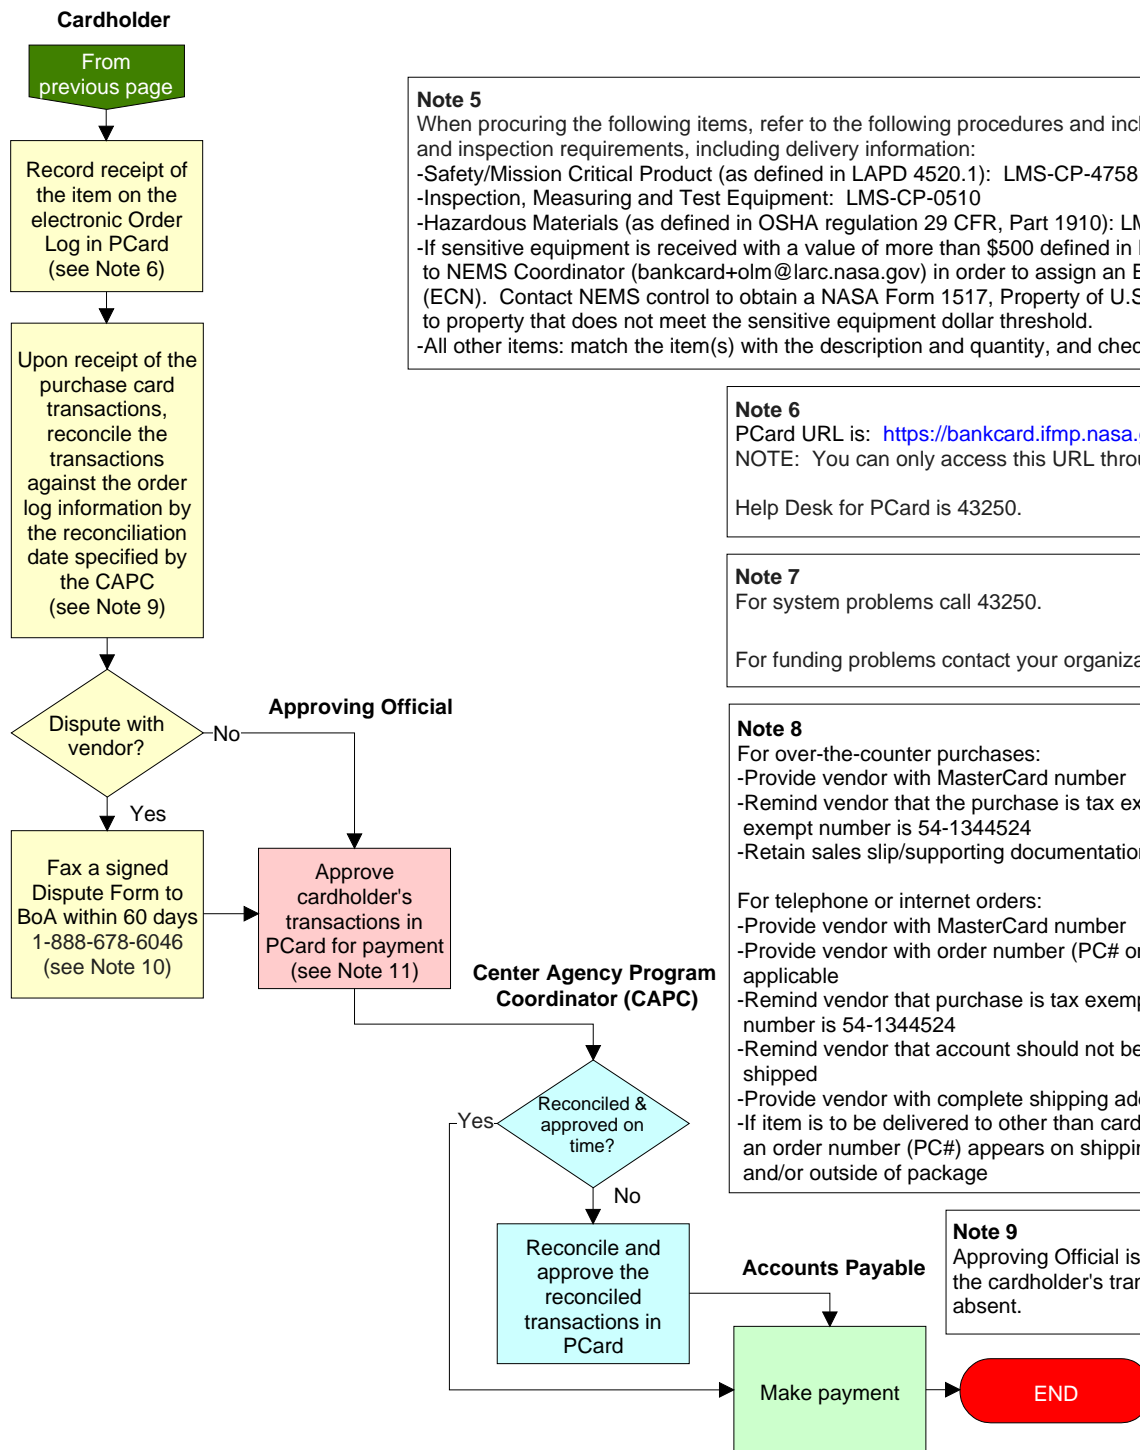 Cardholder
From
previous page
Record receipt of
the item on the
electronic Order
Log in PCard
(see Note 6)
Upon receipt of the
purchase card
transactions,
reconcile the
transactions
against the order
log information by
the reconciliation
date specified by
the CAPC
(see Note 9)
Dispute with
vendor?
No
Yes
Fax a signed
Dispute Form to
BoA within 60 days
1-888-678-6046
(see Note 10)
Approving Official
Approve
cardholder's
transactions in
PCard for payment
(see Note 11)
Center Agency Program
Coordinator (CAPC)
Reconciled &
approved on
time?
Yes
No
Reconcile and
approve the
reconciled
transactions in
PCard
Accounts Payable
Make payment
END
Note 5
When procuring the following items, refer to the following procedures and
and inspection requirements, including delivery information:
-Safety/Mission Critical Product (as defined in LAPD 4520.1): LMS-CP-4758
-Inspection, Measuring and Test Equipment: LMS-CP-0510
-Hazardous Materials (as defined in OSHA regulation 29 CFR, Part 1910):
-If sensitive equipment is received with a value of more than $500 defined in
to NEMS Coordinator (bankcard+olm@larc.nasa.gov) in order to assign an
(ECN). Contact NEMS control to obtain a NASA Form 1517, Property of U.S
to property that does not meet the sensitive equipment dollar threshold.
-All other items: match the item(s) with the description and quantity, and
Note 6
PCard URL is: https://bankcard.ifmp.nasa.
NOTE: You can only access this URL
Help Desk for PCard is 43250.
Note 7
For system problems call 43250.
For funding problems contact your
Note 8
For over-the-counter purchases:
-Provide vendor with MasterCard number
-Remind vendor that the purchase is tax
exempt number is 54-1344524
-Retain sales slip/supporting documentation
For telephone or internet orders:
-Provide vendor with MasterCard number
-Provide vendor with order number (PC# or
applicable
-Remind vendor that purchase is tax
number is 54-1344524
-Remind vendor that account should not be
shipped
-Provide vendor with complete shipping
-If item is to be delivered to other than
an order number (PC#) appears on
and/or outside of package
Note 9
Approving Official is
the cardholder's
absent.